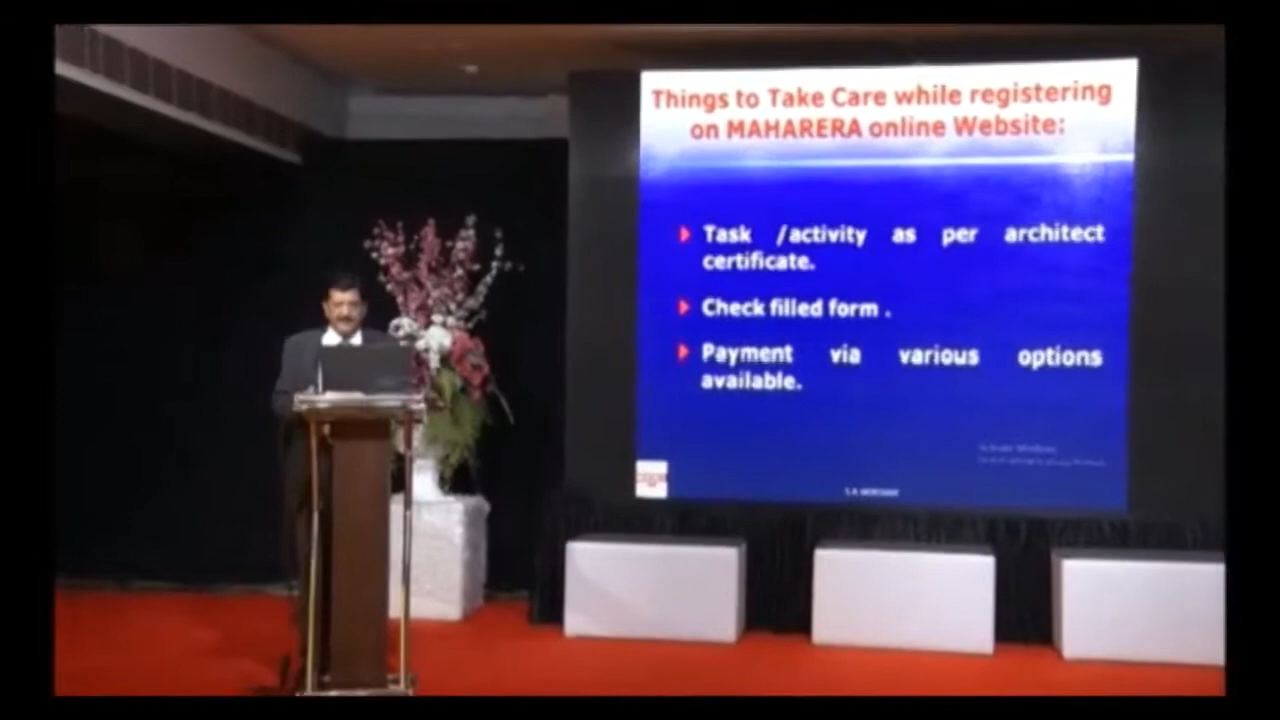 Things to Take Care while registering
on MAHARERA online Website:
Task /activity as per architect
certificate.
Check filled form .
Payment via various options
available.